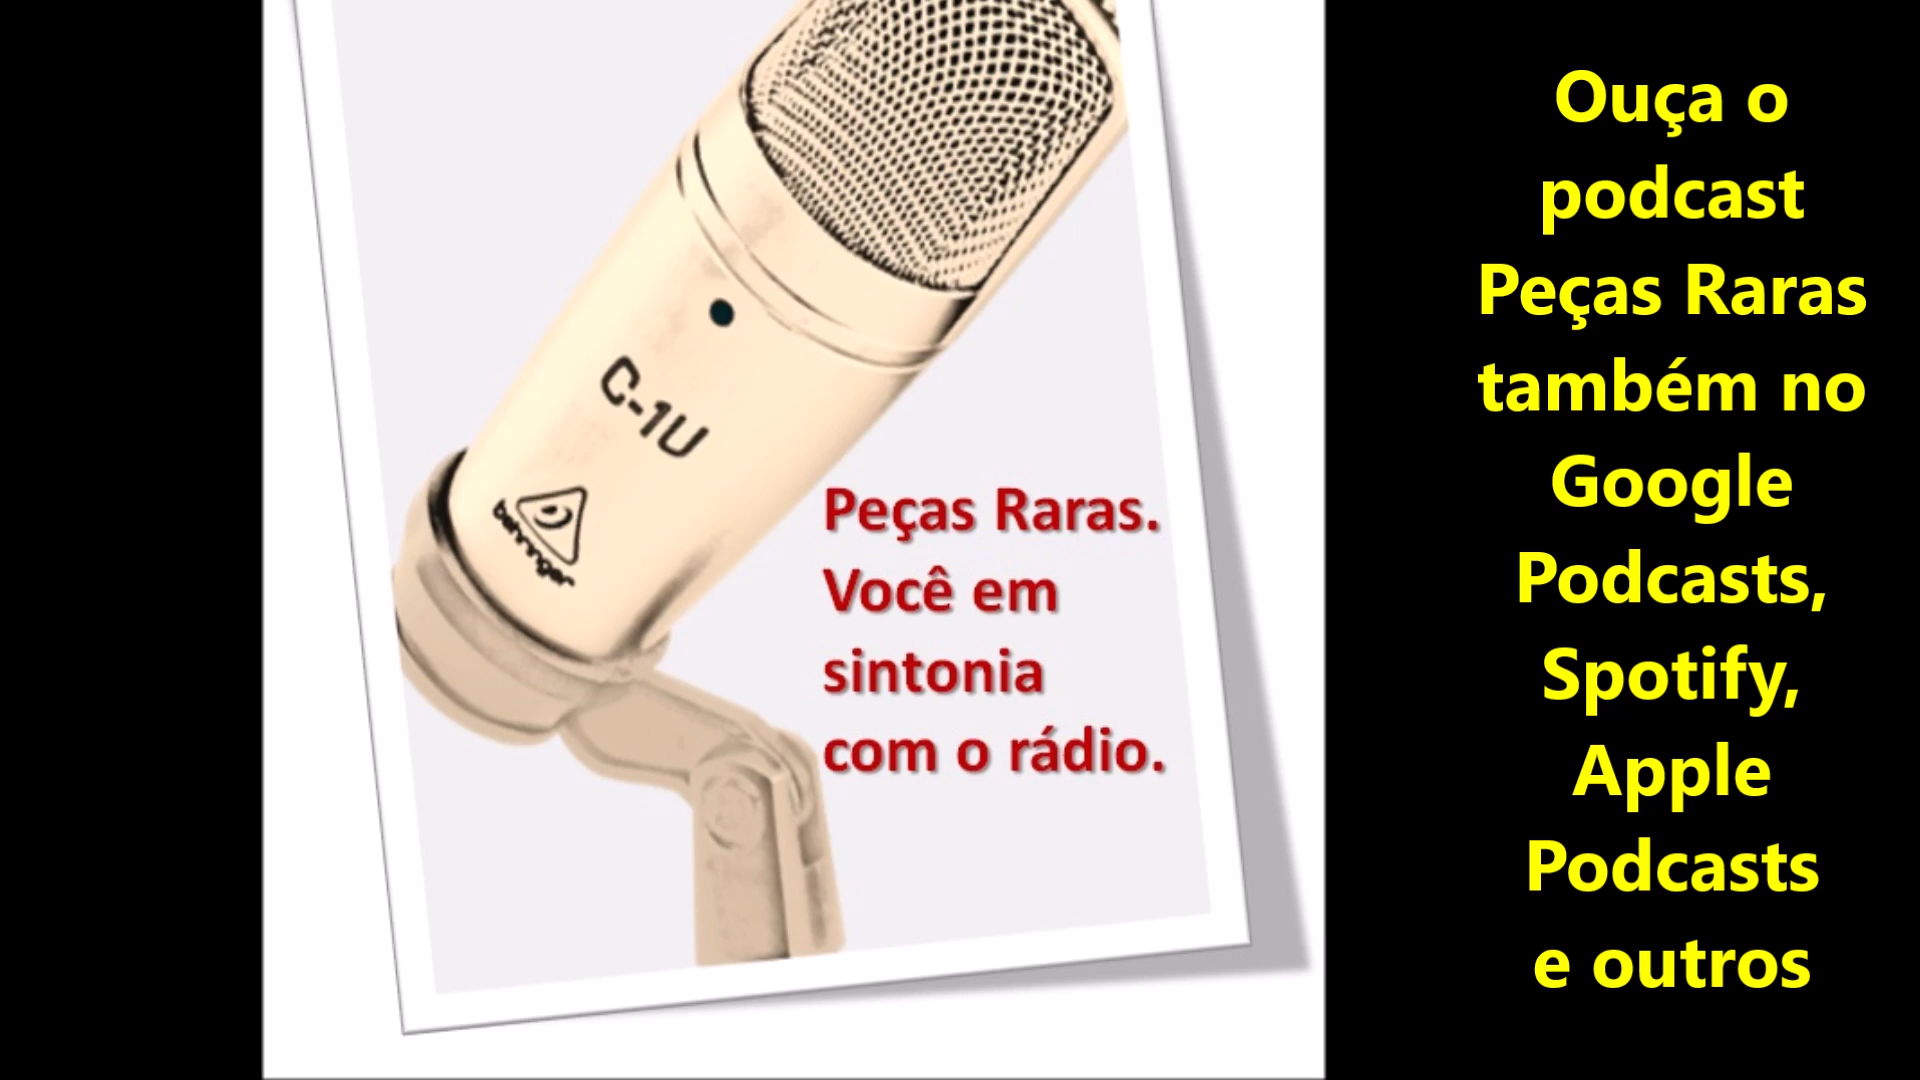 C-1U
behringer
Peças Raras.
Você em
sintonia
com o rádio.
Ouça o
podcast
Peças Raras
também no
Google
Podcasts,
Spotify,
Apple
Podcasts
e outros